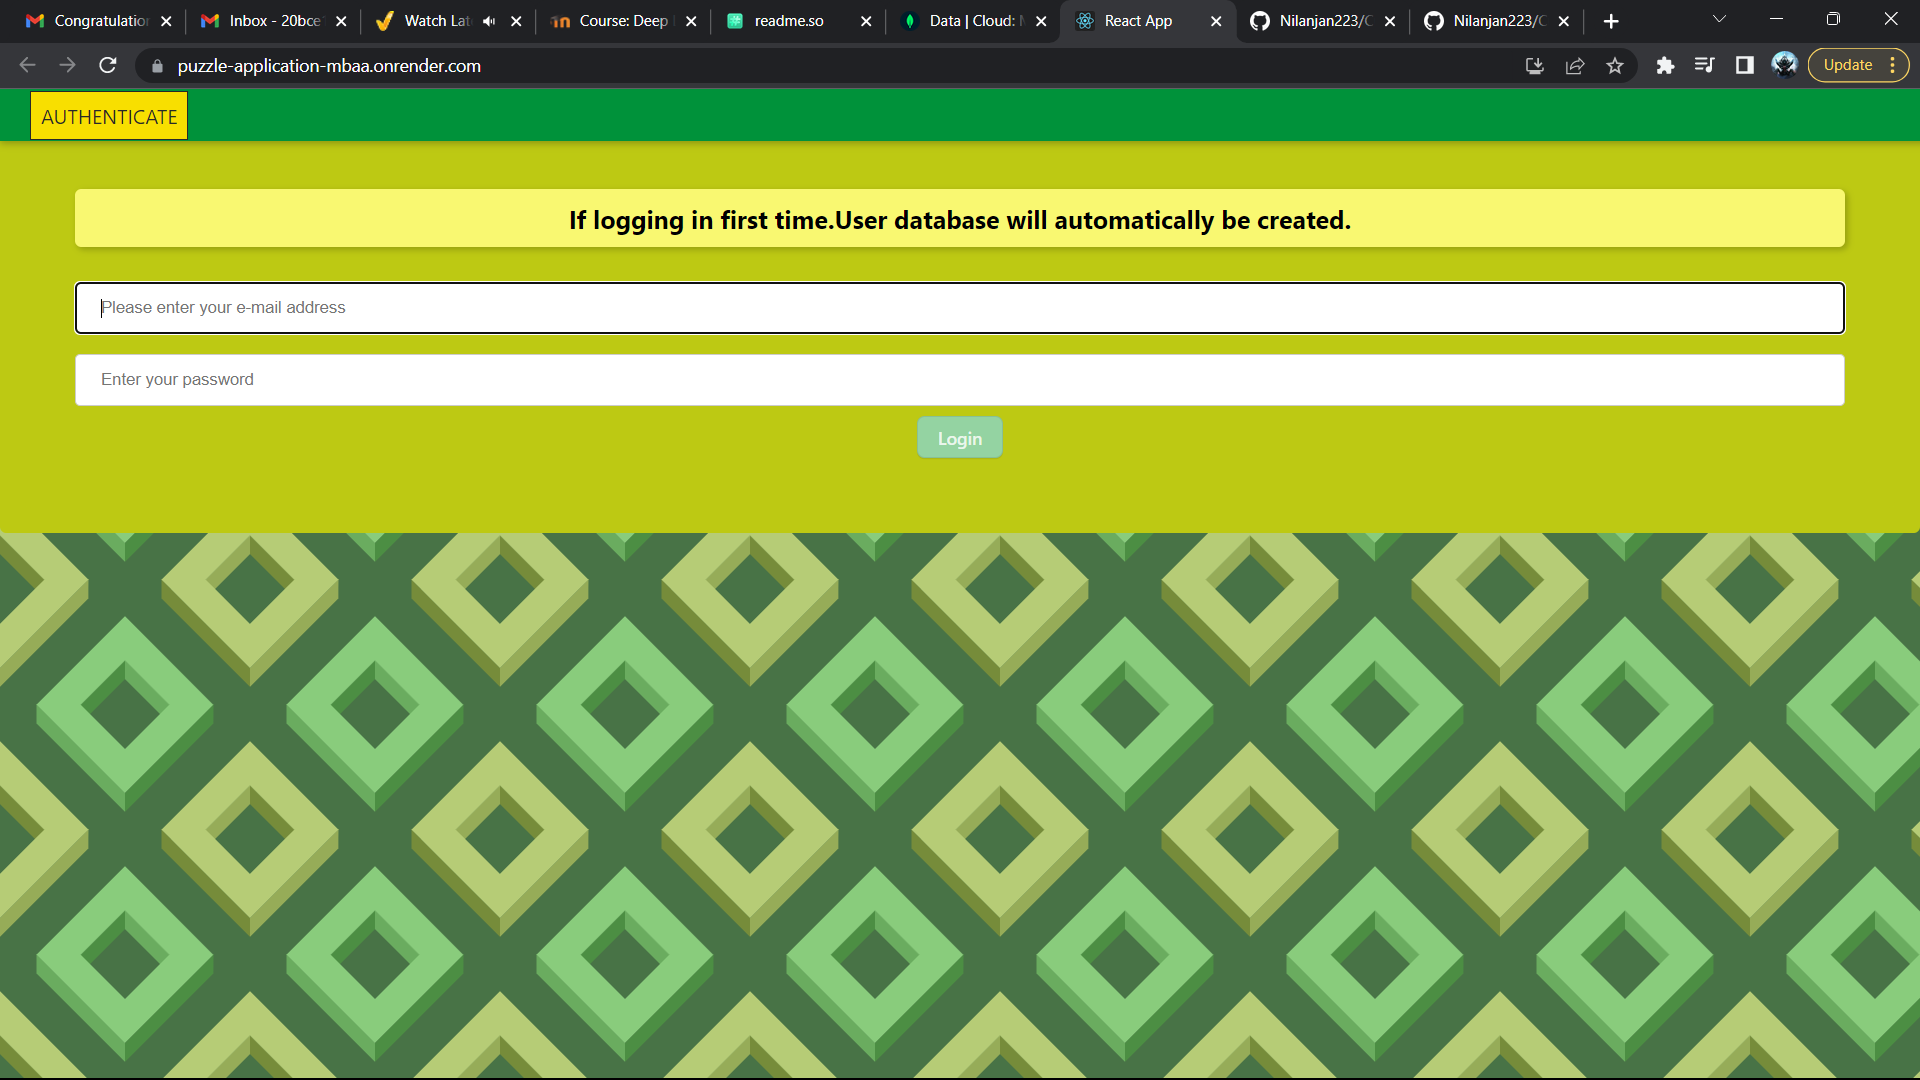 Congratulation
Inbox - 20bce
Watch Lat
Course: Deep
readme.so
Data | Cloud: M
React App
Nilanjan223/C
Nilanjan223/C
puzzle-application-mbaa.onrender.com
Update
AUTHENTICATE
If logging in first time.User database will automatically be created.
Please enter your e-mail address
Enter your password
Login